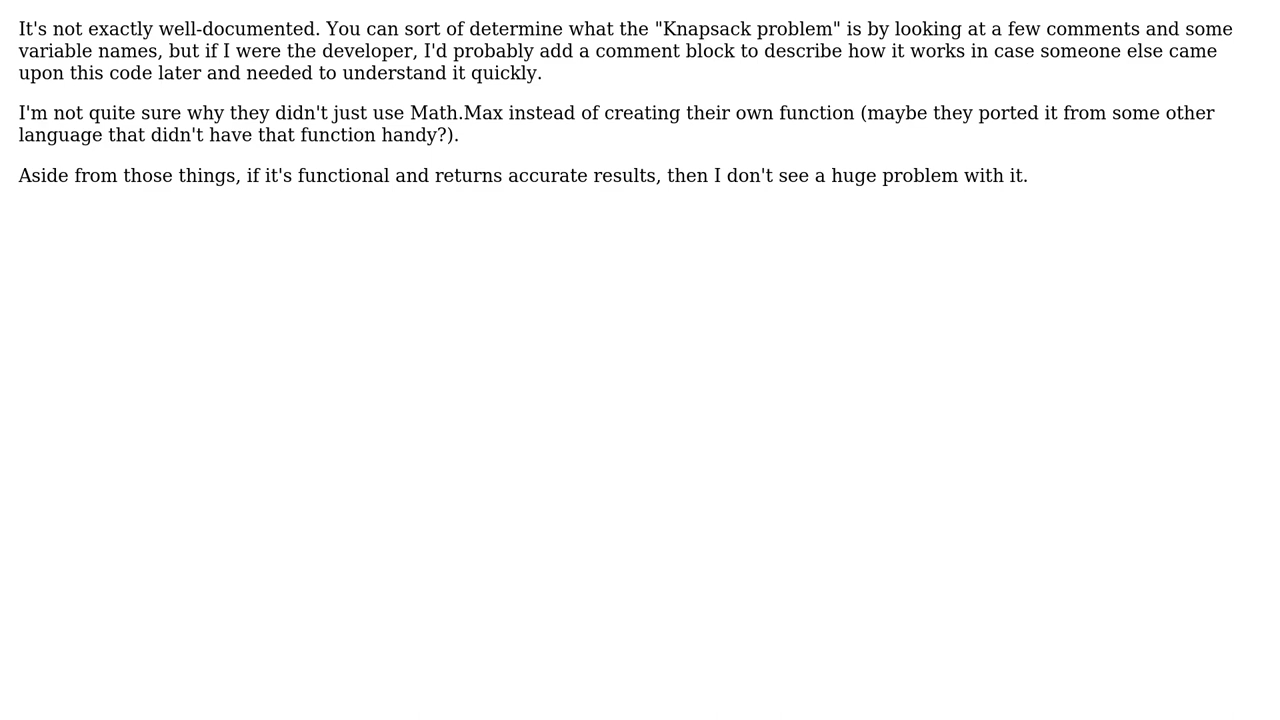 It's not exactly well-documented. You can sort of determine what the "Knapsack problem" is by looking at a few comments and some
variable names, but if I were the developer, I'd probably add a comment block to describe how it works in case someone else came
upon this code later and needed to understand it quickly.
I'm not quite sure why they didn't just use Math.Max instead of creating their own function (maybe they ported it from some other
language that didn't have that function handy?).
Aside from those things, if it's functional and returns accurate results, then I don't see a huge problem with it.